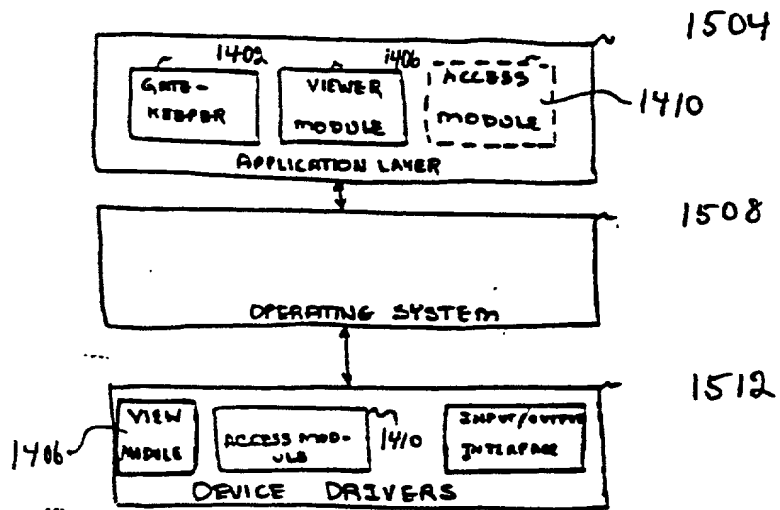 1504
1402
1406
GATE-
KEEPER
VIEWER
MODULE
ACCESS
MODULE
1410
APPLICATION LAYER
1508
OPERATING SYSTEM
1512
VIEW
MODULE
1406
ACCESS MOD-
ULE
1410
INPUT/OUTPUT
INTERFACE
DEVICE DRIVERS